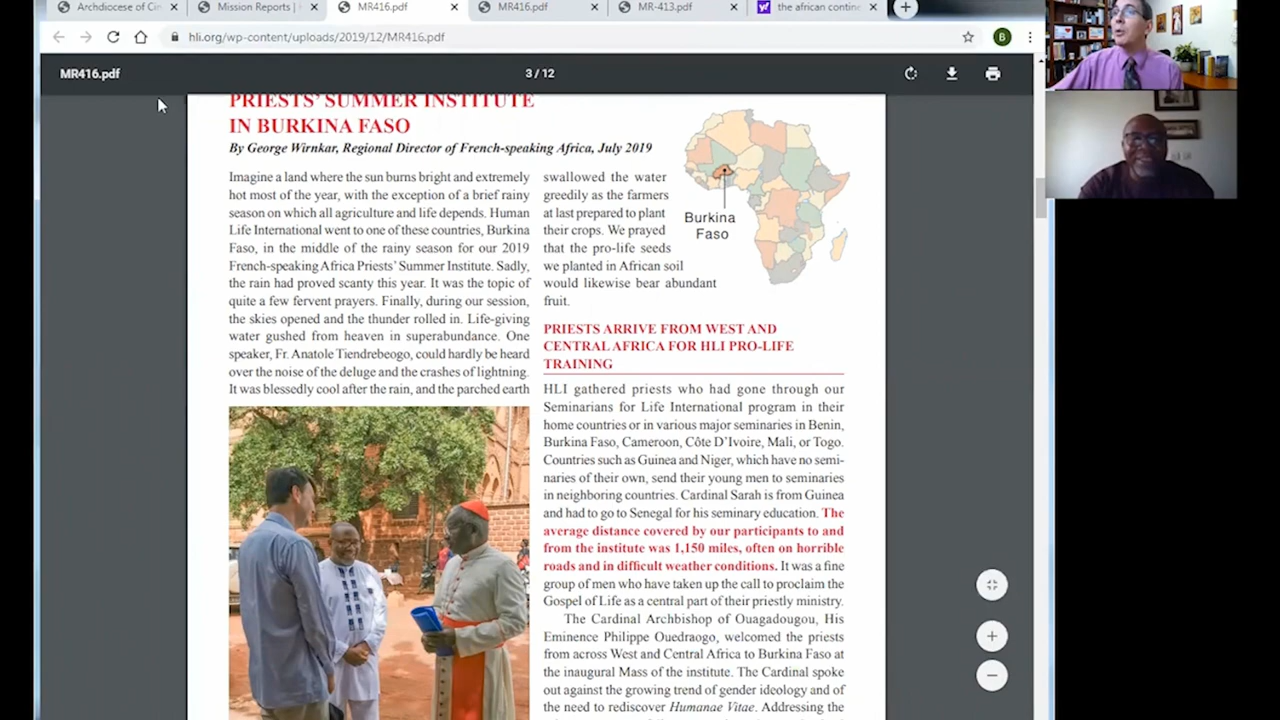 Archdiocese of Cin
Mission Reports |
MR416.pdf
MR416.pdf
MR-413.pdf
the african contine
hli.org/wp-content/uploads/2019/12/MR416.pdf
B
MR416.pdf
3 / 12
PRIESTS' SUMMER INSTITUTE
IN BURKINA FASO
By George Wirnkar, Regional Director of French-speaking Africa, July 2019
Imagine a land where the sun burns bright and extremely
hot most of the year, with the exception of a brief rainy
season on which all agriculture and life depends. Human
Life International went to one of these countries, Burkina
Faso, in the middle of the rainy season for our 2019
French-speaking Africa Priests' Summer Institute. Sadly,
the rain had proved scanty this year. It was the topic of
quite a few fervent prayers. Finally, during our session,
the skies opened and the thunder rolled in. Life-giving
water gushed from heaven in superabundance. One
speaker, Fr. Anatole Tiendrebeogo, could hardly be heard
over the noise of the deluge and the crashes of lightning.
It was blessedly cool after the rain, and the parched earth
swallowed the water
greedily as the farmers
at last prepared to plant
their crops. We prayed
that the pro-life seeds
we planted in African soil
would likewise bear abundant
fruit.
Burkina
Faso
PRIESTS ARRIVE FROM WEST AND
CENTRAL AFRICA FOR HLI PRO-LIFE
TRAINING
HLI gathered priests who had gone through our
Seminarians for Life International program in their
home countries or in various major seminaries in Benin,
Burkina Faso, Cameroon, Côte D'Ivoire, Mali, or Togo.
Countries such as Guinea and Niger, which have no semi-
naries of their own, send their young men to seminaries
in neighboring countries. Cardinal Sarah is from Guinea
and had to go to Senegal for his seminary education. The
average distance covered by our participants to and
from the institute was 1,150 miles, often on horrible
roads and in difficult weather conditions. It was a fine
group of men who have taken up the call to proclaim the
Gospel of Life as a central part of their priestly ministry.
The Cardinal Archbishop of Ouagadougou, His
Eminence Philippe Ouedraogo, welcomed the priests
from across West and Central Africa to Burkina Faso at
the inaugural Mass of the institute. The Cardinal spoke
out against the growing trend of gender ideology and of
the need to rediscover Humanae Vitae. Addressing the